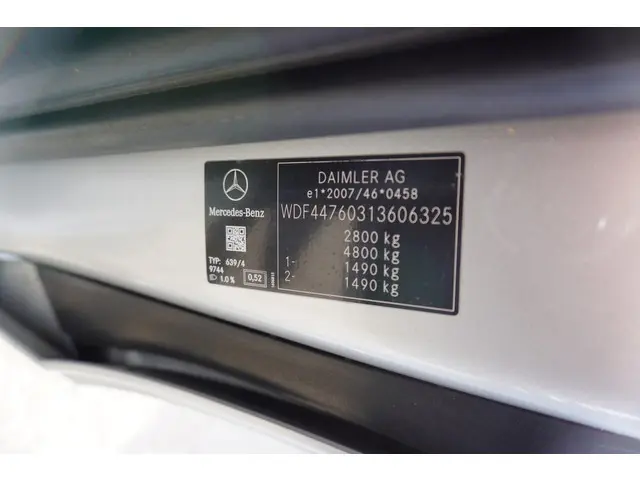 Mercedes-Benz
TYP: 639/4
9744
1.0 %
0,52
DAIMLER AG
e1*2007/46*0458
WDF44760313606325
2800 kg
4800 kg
1- 1490 kg
2- 1490 kg